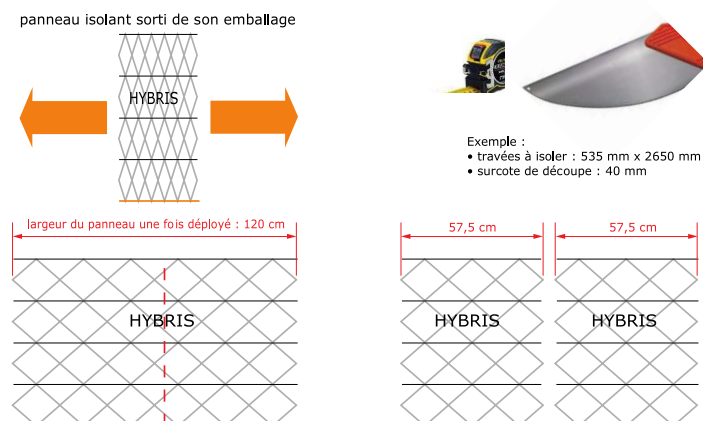 panneau isolant sorti de son emballage
HYBRIS
Exemple :
• travées à isoler : 535 mm x 2650 mm
• surcote de découpe : 40 mm
largeur du panneau une fois déployé : 120 cm
57,5 cm
57,5 cm
HYBRIS
HYBRIS
HYBRIS